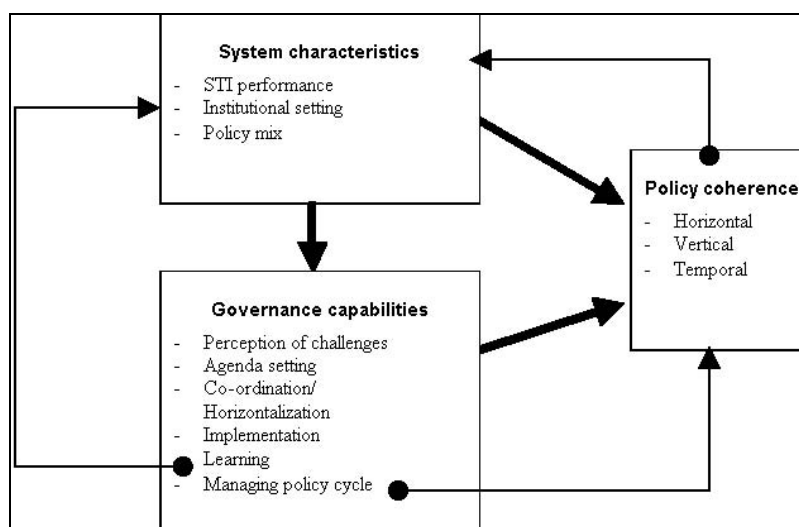 System characteristics
- STI performance
- Institutional setting
- Policy mix
Policy coherence
- Horizontal
- Vertical
- Temporal
Governance capabilities
- Perception of challenges
- Agenda setting
- Co-ordination/
Horizontalization
- Implementation
- Learning
- Managing policy cycle